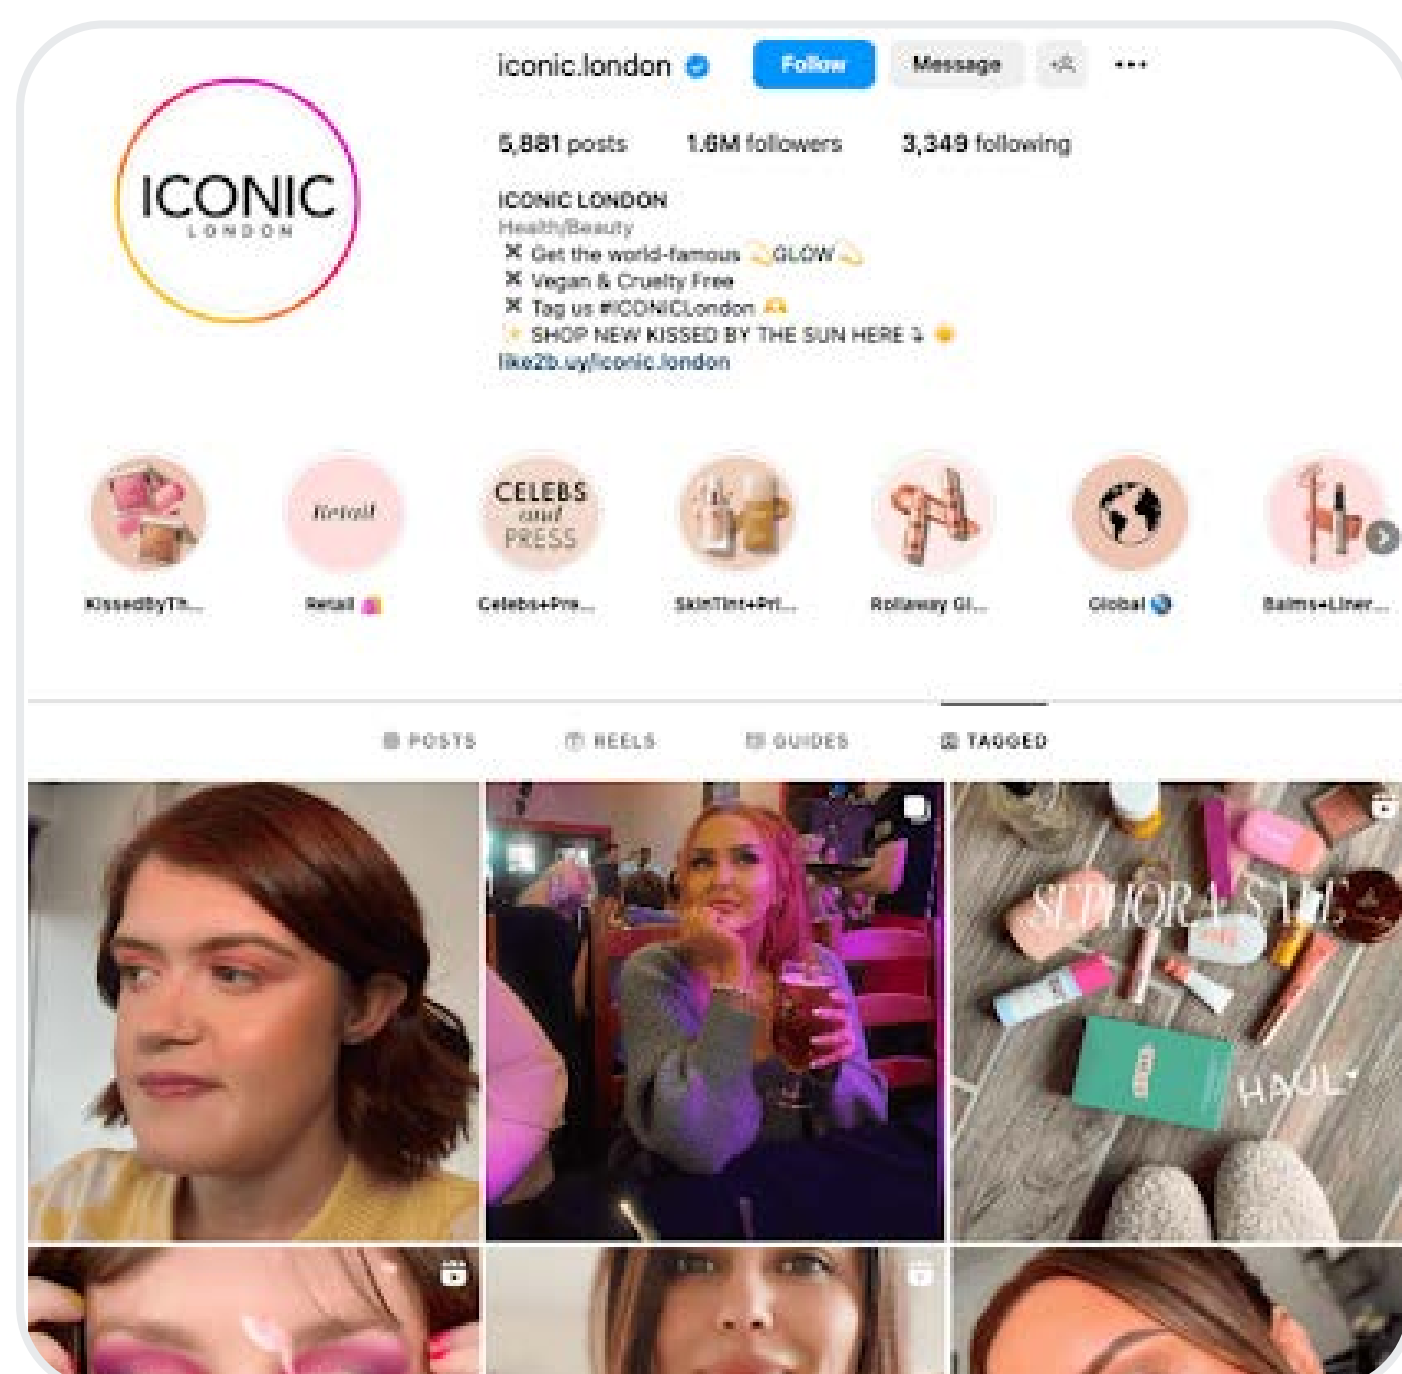 iconic.london
Follow
Message
5,881 posts
1.6M followers
3,349 following
ICONIC
LONDON
ICONIC LONDON
Health/Beauty
Get the world-famous 💫GLOW💫
Vegan & Cruelty Free
Tag us #ICONICLondon 🫶
✨ SHOP NEW KISSED BY THE SUN HERE ⤵ ☀️
like2b.uy/iconic.london
Retail
CELEBS
and
PRESS
KissedByTh...
Retail 🛍️
Celebs+Pre...
SkinTint+Pri...
Rollaway Gl...
Global 🌎
Balms+Liner...
POSTS
REELS
GUIDES
TAGGED
SEPHORA SALE
HAUL